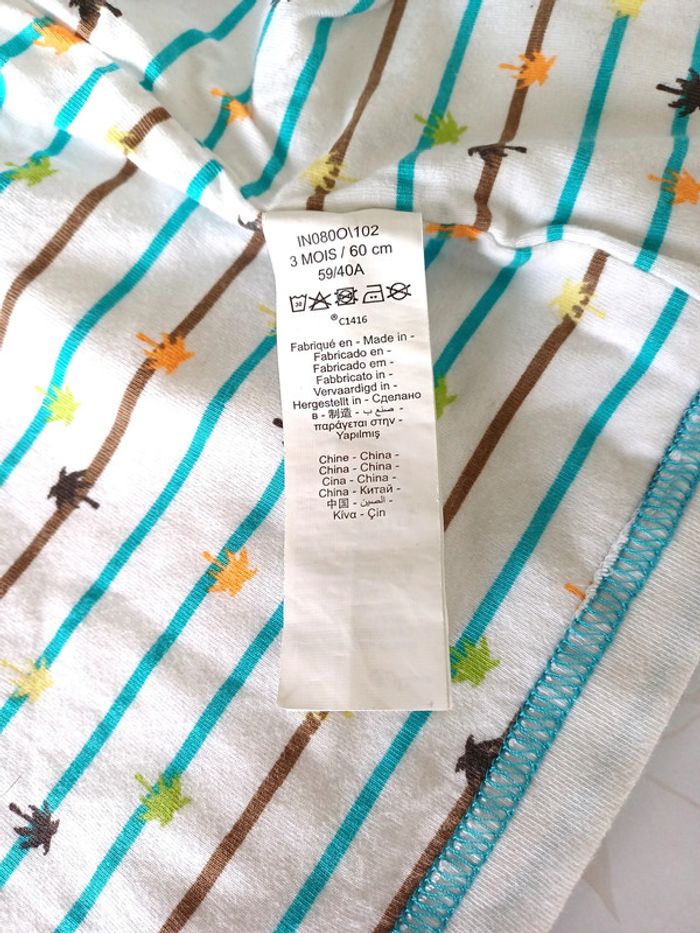 IN080O\102
3 MOIS / 60 cm
59/40A
30
®C1416
Fabriqué en - Made in -
Fabricado en -
Fabricado em -
Fabbricato in -
Vervaardigd in -
Hergestellt in - Сделано
в - 制造 - صنع ب -
παράγεται στην -
Yapılmış
Chine - China -
China - China -
Cina - China -
China - Китай -
中国 - الصين -
Κίνα - Çin